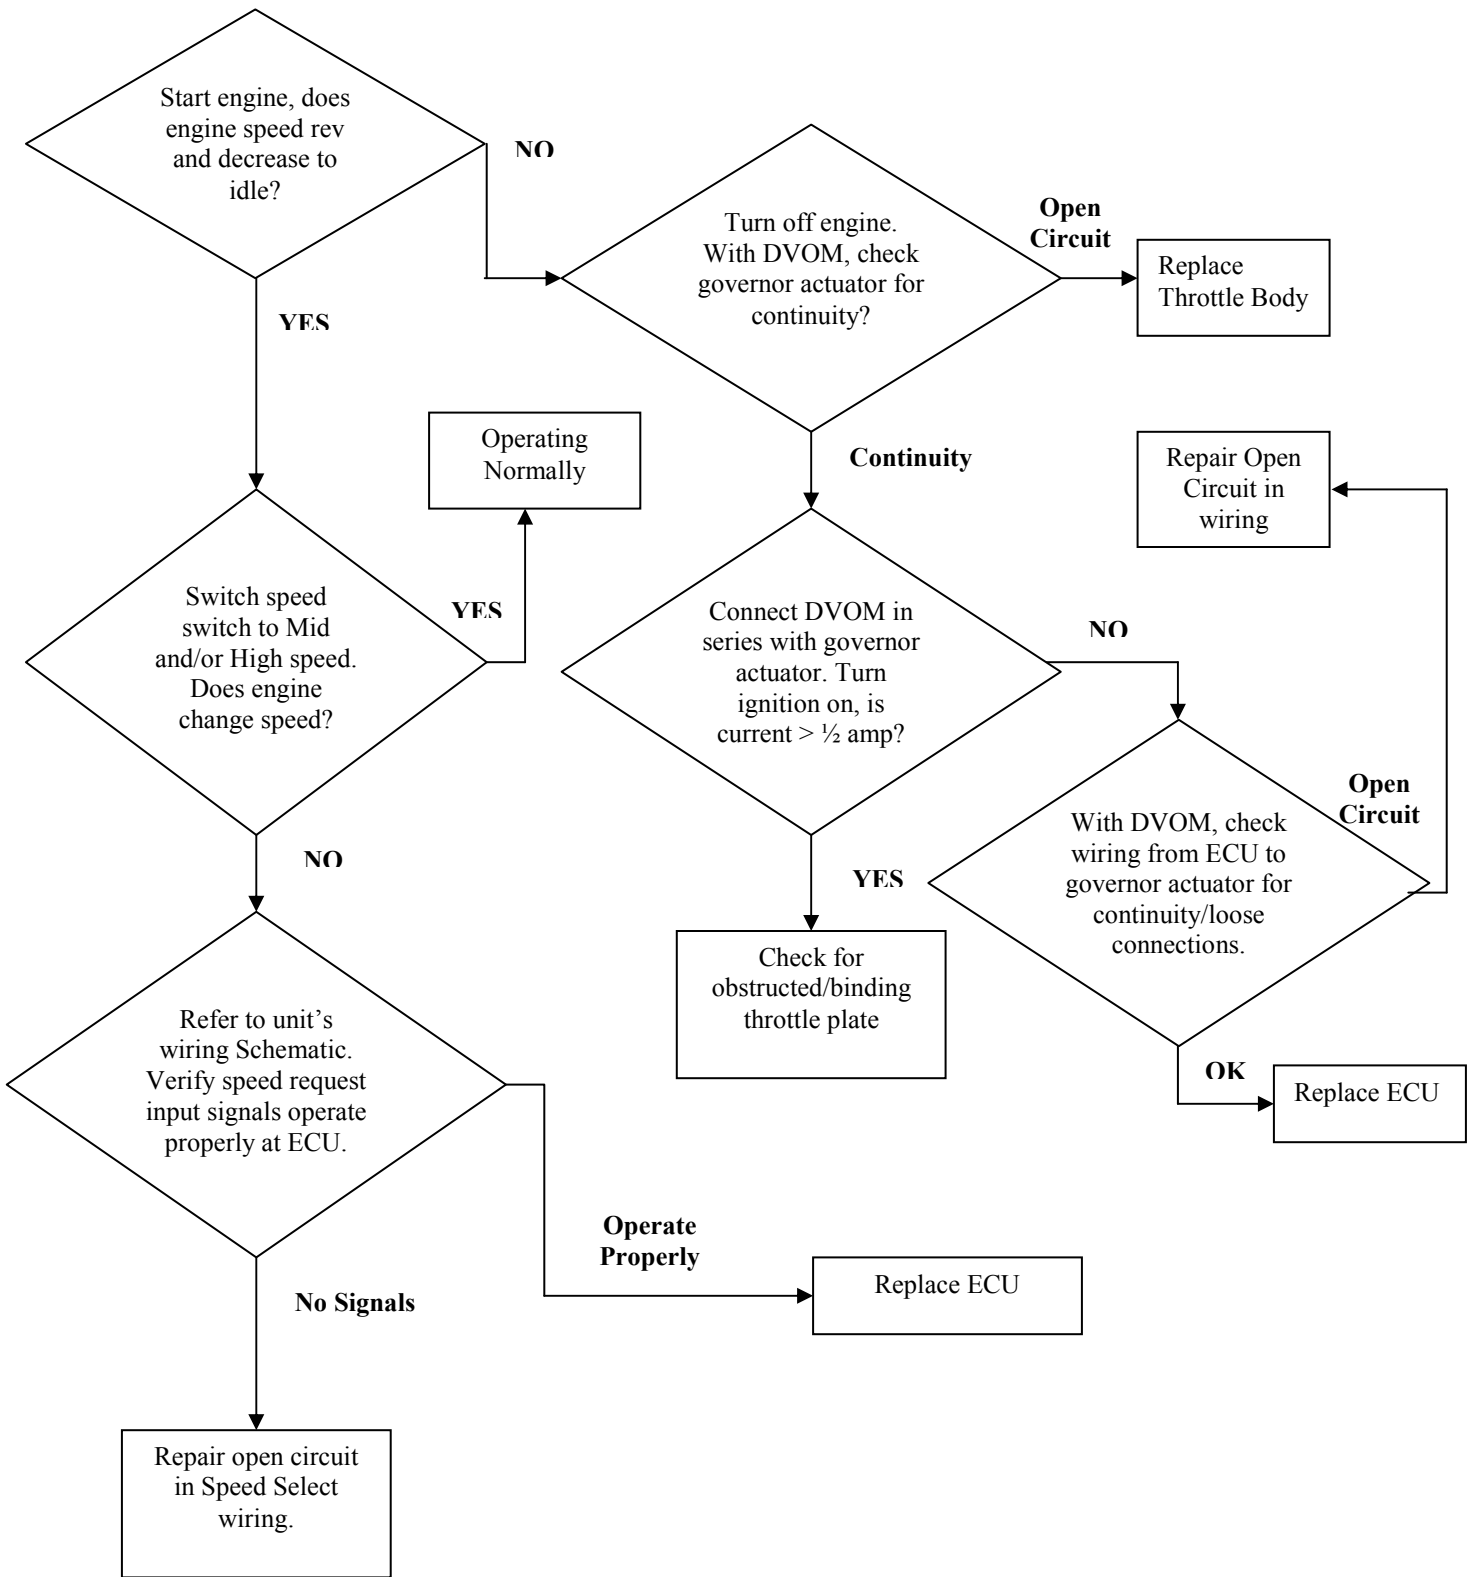 Start engine, does
engine speed rev
and decrease to
idle?
NO
YES
Turn off engine.
With DVOM, check
governor actuator for
continuity?
Open
Circuit
Replace
Throttle Body
Continuity
Operating
Normally
Repair Open
Circuit in
wiring
Switch speed
switch to Mid
and/or High speed.
Does engine
change speed?
YES
NO
Connect DVOM in
series with governor
actuator. Turn
ignition on, is
current > ½ amp?
NO
YES
Check for
obstructed/binding
throttle plate
With DVOM, check
wiring from ECU to
governor actuator for
continuity/loose
connections.
Open
Circuit
OK
Replace ECU
Refer to unit’s
wiring Schematic.
Verify speed request
input signals operate
properly at ECU.
Operate
Properly
Replace ECU
No Signals
Repair open circuit
in Speed Select
wiring.